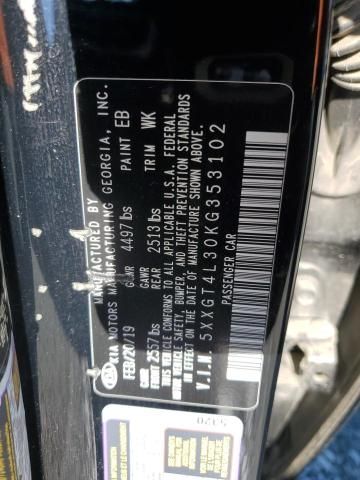 MANUFACTURED BY
KIA MOTORS MANUFACTURING GEORGIA, INC.
FEB/20/19 GVWR 4497 lbs PAINT EB
GAWR FRONT 2557 lbs GAWR REAR 2513 lbs TRIM WK
THIS VEHICLE CONFORMS TO ALL APPLICABLE U.S.A. FEDERAL
MOTOR VEHICLE SAFETY, BUMPER, AND THEFT PREVENTION STANDARDS
IN EFFECT ON THE DATE OF MANUFACTURE SHOWN ABOVE
V.I.N. 5XXGT4L30KG353102
PASSENGER CAR
5320